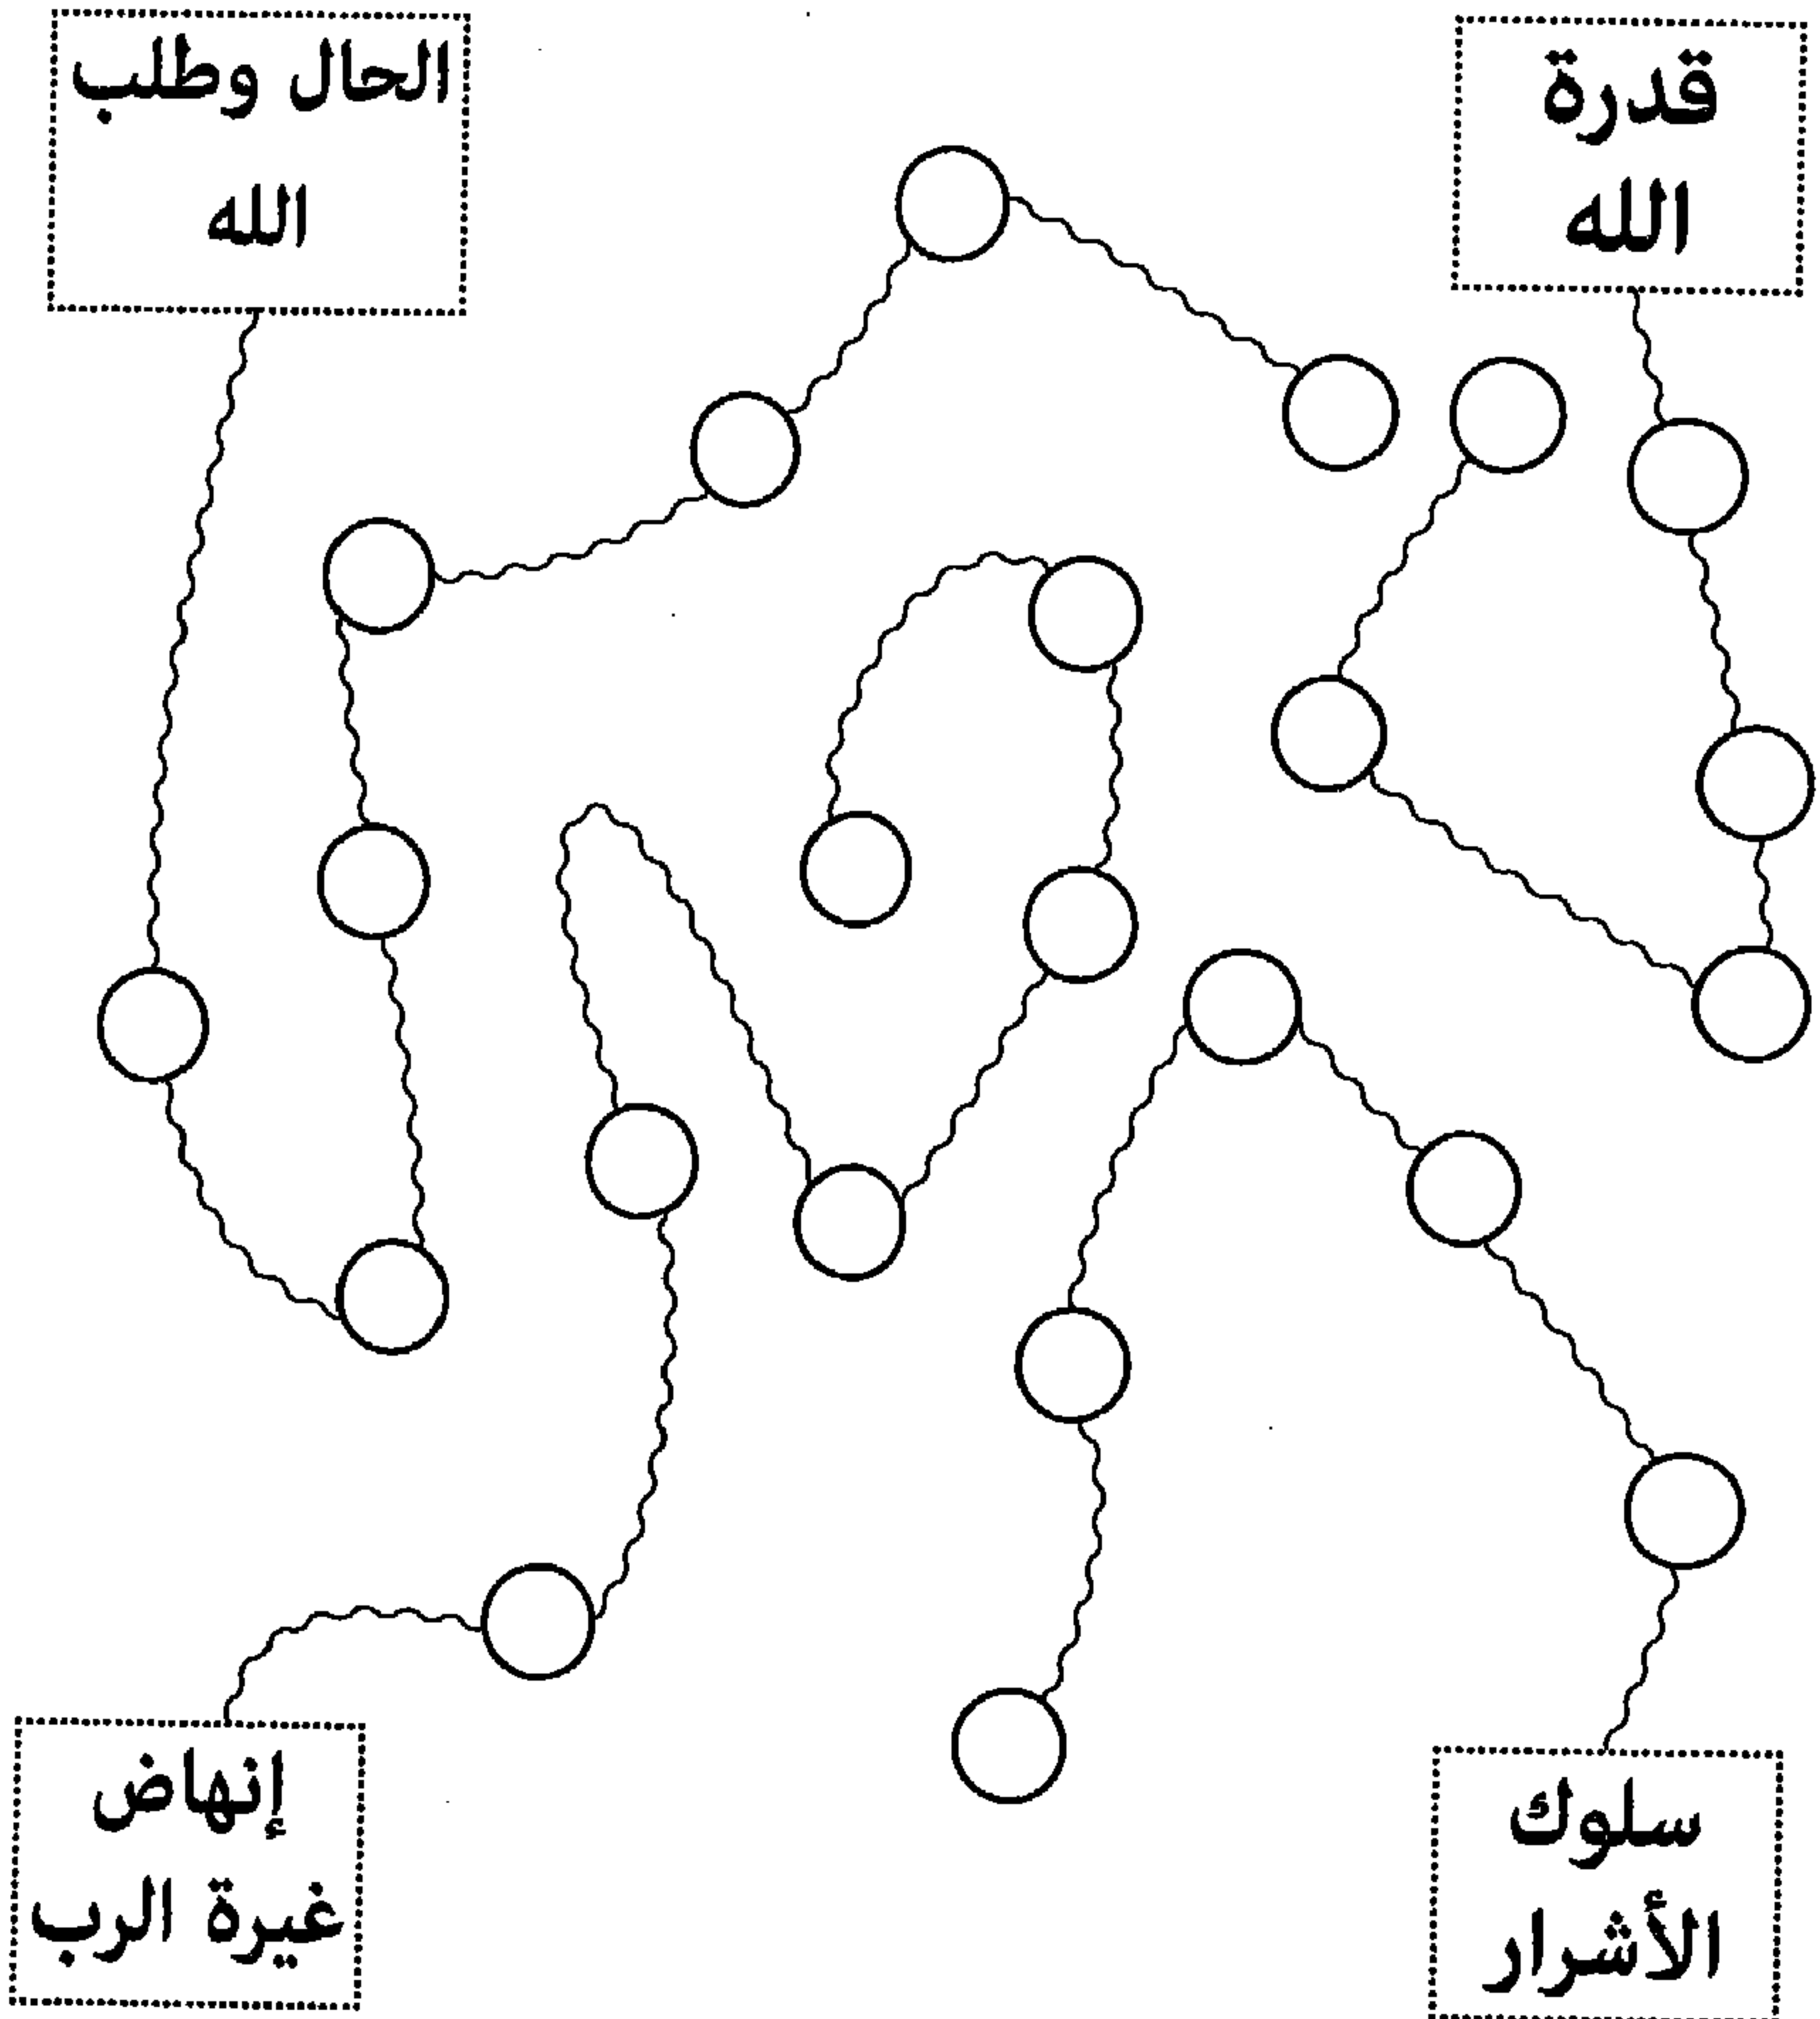 قدرة
الله
الحال وطلب
الله
سلوك
الأشرار
إنهاض
غيرة الرب